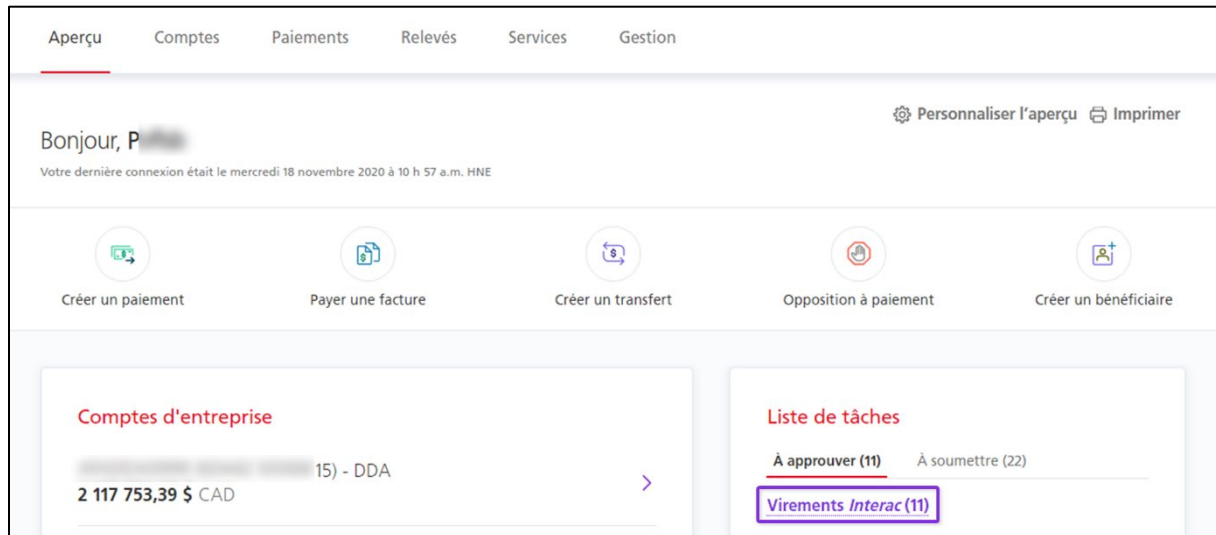 Aperçu Comptes Paiements Relevés Services Gestion
Personnaliser l'aperçu Imprimer
Bonjour, P
Votre dernière connexion était le mercredi 18 novembre 2020 à 10 h 57 a.m. HNE
Créer un paiement Payer une facture Créer un transfert Opposition à paiement Créer un bénéficiaire
Comptes d'entreprise
15) - DDA
2 117 753,39 $ CAD
Liste de tâches
À approuver (11) À soumettre (22)
Virements Interac (11)